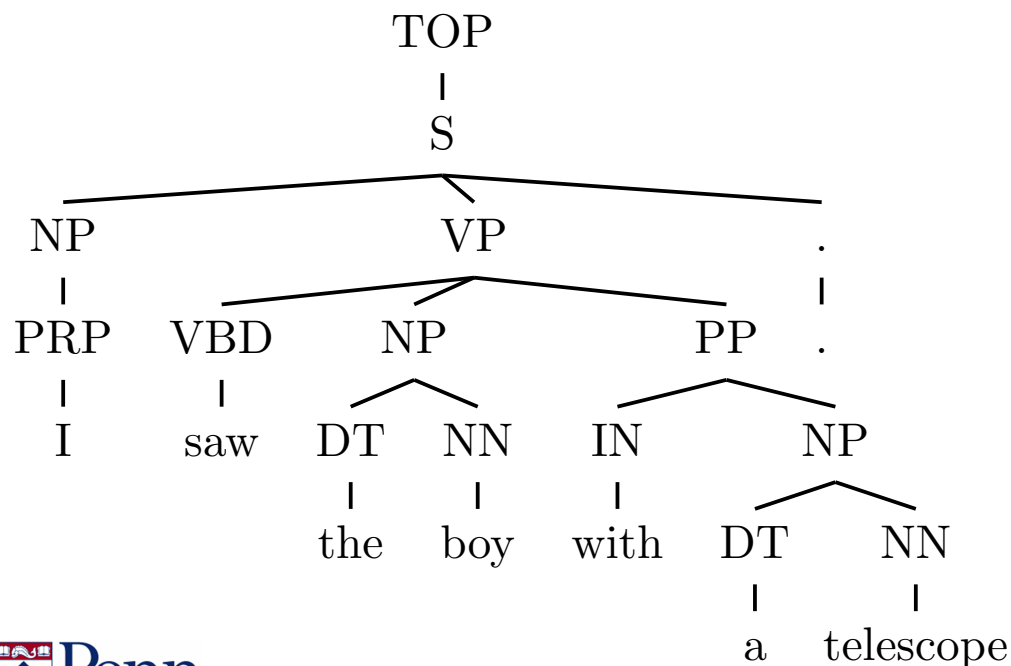 TOP
S
NP VP .
PRP VBD NP PP .
I saw DT NN IN NP
the boy with DT NN
a telescope
Penn